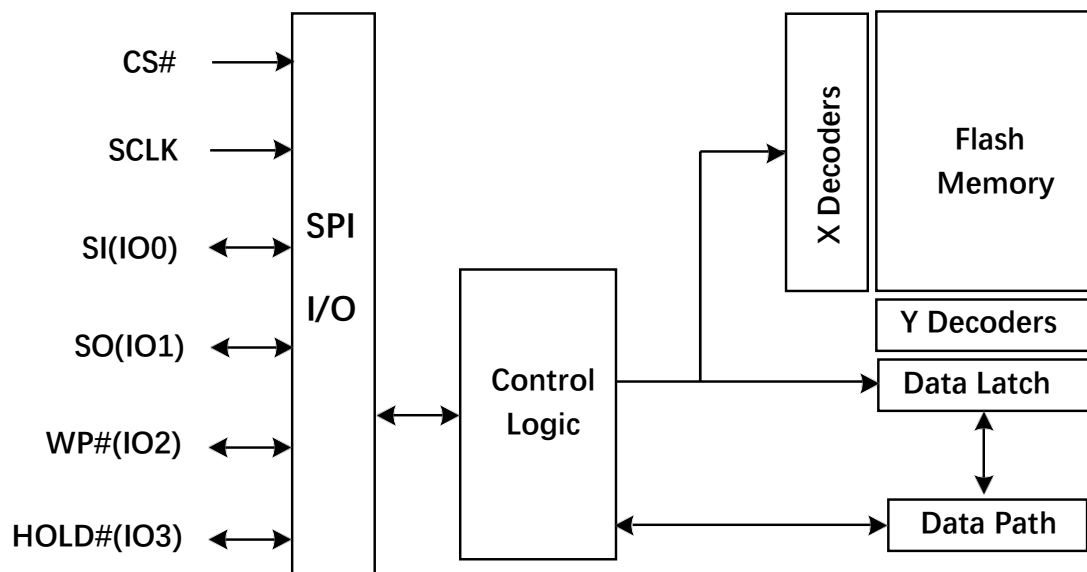 CS#
SCLK
SI(IO0)
SO(IO1)
WP#(IO2)
HOLD#(IO3)
SPI
I/O
Control
Logic
X Decoders
Flash
Memory
Y Decoders
Data Latch
Data Path